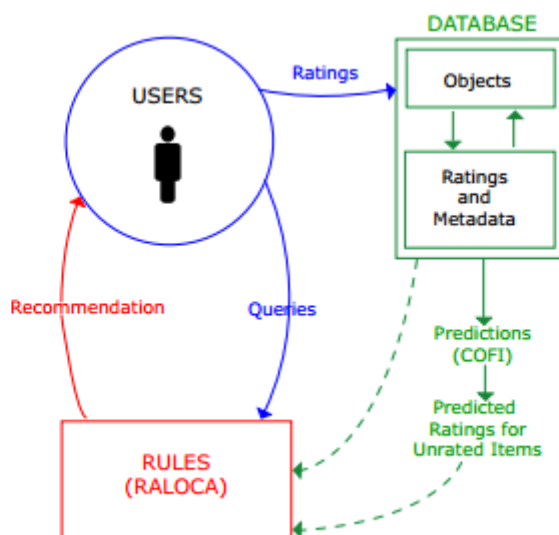 DATABASE
USERS
Ratings
Objects
Ratings
and
Metadata
Recommendation
Queries
Predictions
(COFI)
Predicted
Ratings for
Unrated Items
RULES
(RALOCA)